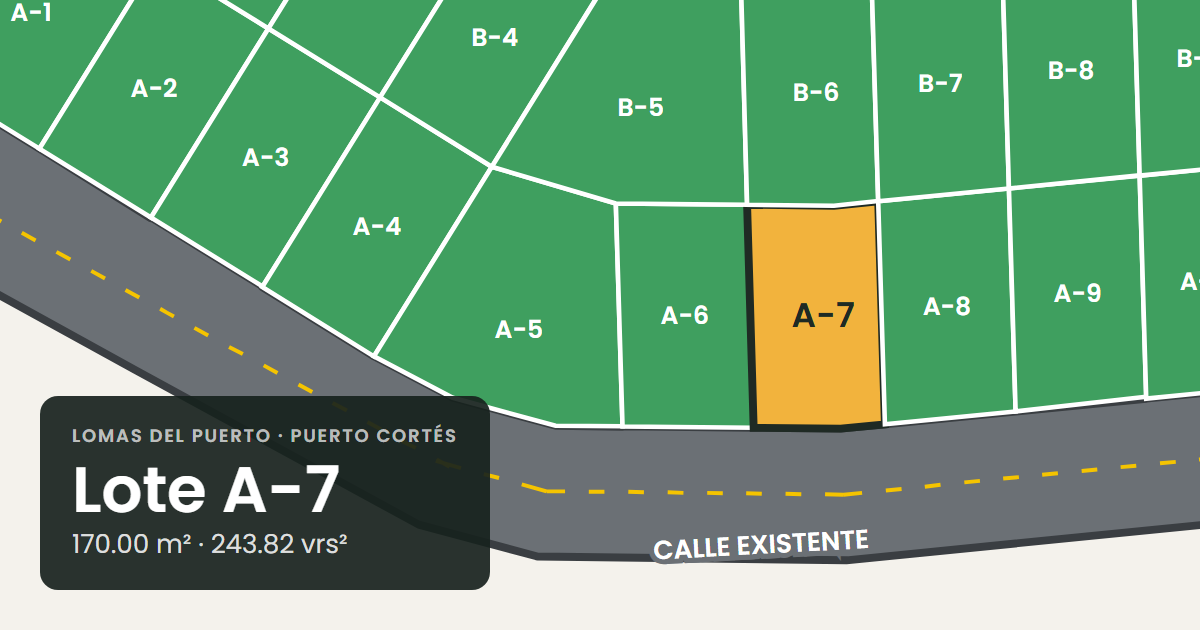 A-1
B-4
A-2
B-5
B-6
B-7
B-8
B-
A-3
A-4
A-5
A-6
A-7
A-8
A-9
A-
LOMAS DEL PUERTO · PUERTO CORTÉS
Lote A-7
170.00 m² · 243.82 vrs²
CALLE EXISTENTE